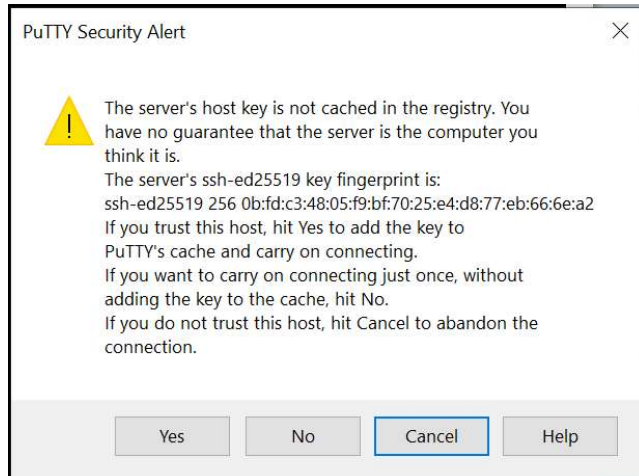 PuTTY Security Alert
The server's host key is not cached in the registry. You
have no guarantee that the server is the computer you
think it is.
The server's ssh-ed25519 key fingerprint is:
ssh-ed25519 256 0b:fd:c3:48:05:f9:bf:70:25:e4:d8:77:eb:66:6e:a2
If you trust this host, hit Yes to add the key to
PuTTY's cache and carry on connecting.
If you want to carry on connecting just once, without
adding the key to the cache, hit No.
If you do not trust this host, hit Cancel to abandon the
connection.
Yes
No
Cancel
Help